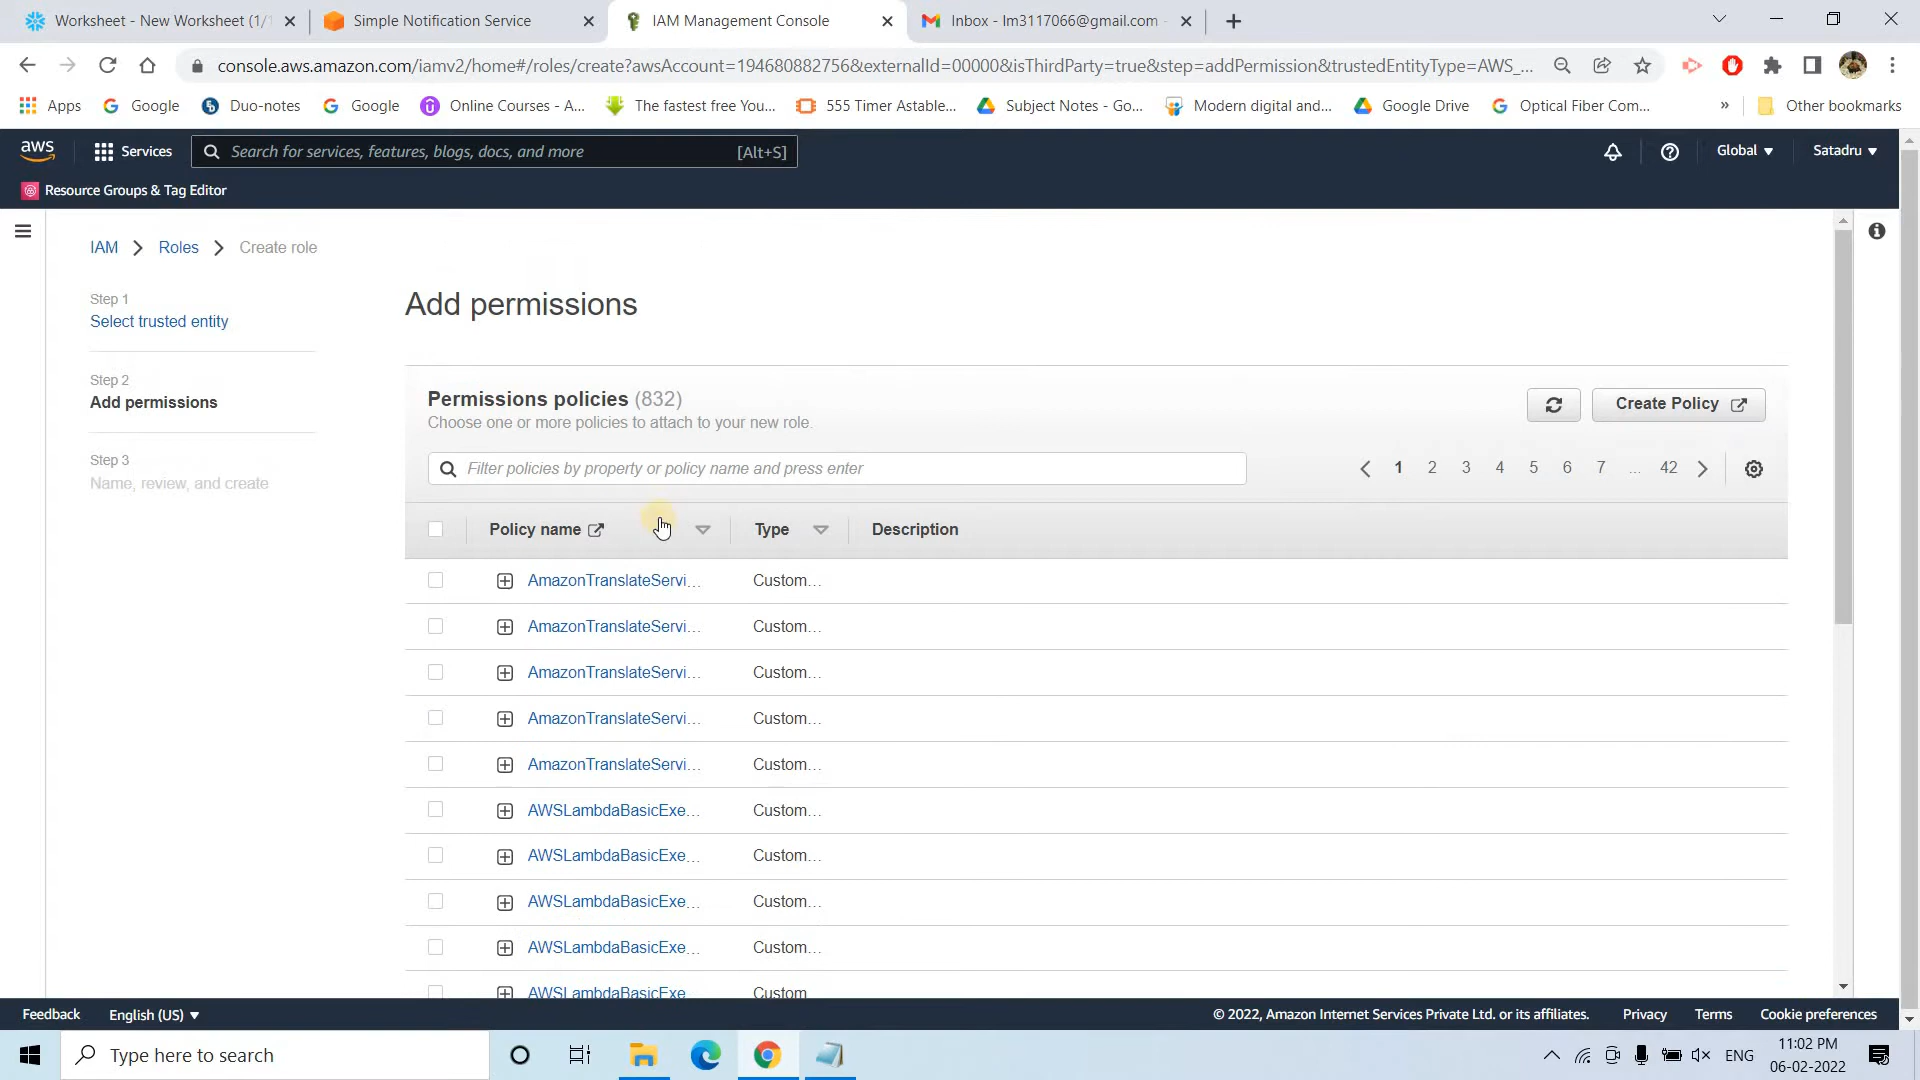 Worksheet - New Worksheet (1/1
Simple Notification Service
IAM Management Console
Inbox - lm3117066@gmail.com -
console.aws.amazon.com/iamv2/home#/roles/create?awsAccount=194680882756&externalId=00000&isThirdParty=true&step=addPermission&trustedEntityType=AWS_...
Apps
Google
Duo-notes
Google
Online Courses - A...
The fastest free You...
555 Timer Astable...
Subject Notes - Go...
Modern digital and...
Google Drive
Optical Fiber Com...
»
Other bookmarks
aws
Services
Search for services, features, blogs, docs, and more
[Alt+S]
Global
Satadru
Resource Groups & Tag Editor
IAM
Roles
Create role
Step 1
Select trusted entity
Step 2
Add permissions
Step 3
Name, review, and create
Add permissions
Permissions policies (832)
Choose one or more policies to attach to your new role.
Create Policy
Filter policies by property or policy name and press enter
1 2 3 4 5 6 7 ... 42
Policy name
Type
Description
AmazonTranslateServi... Custom...
AmazonTranslateServi... Custom...
AmazonTranslateServi... Custom...
AmazonTranslateServi... Custom...
AmazonTranslateServi... Custom...
AWSLambdaBasicExe... Custom...
AWSLambdaBasicExe... Custom...
AWSLambdaBasicExe... Custom...
AWSLambdaBasicExe... Custom...
AWSLambdaBasicExe Custom
Feedback
English (US)
© 2022, Amazon Internet Services Private Ltd. or its affiliates.
Privacy
Terms
Cookie preferences
Type here to search
ENG
11:02 PM
06-02-2022